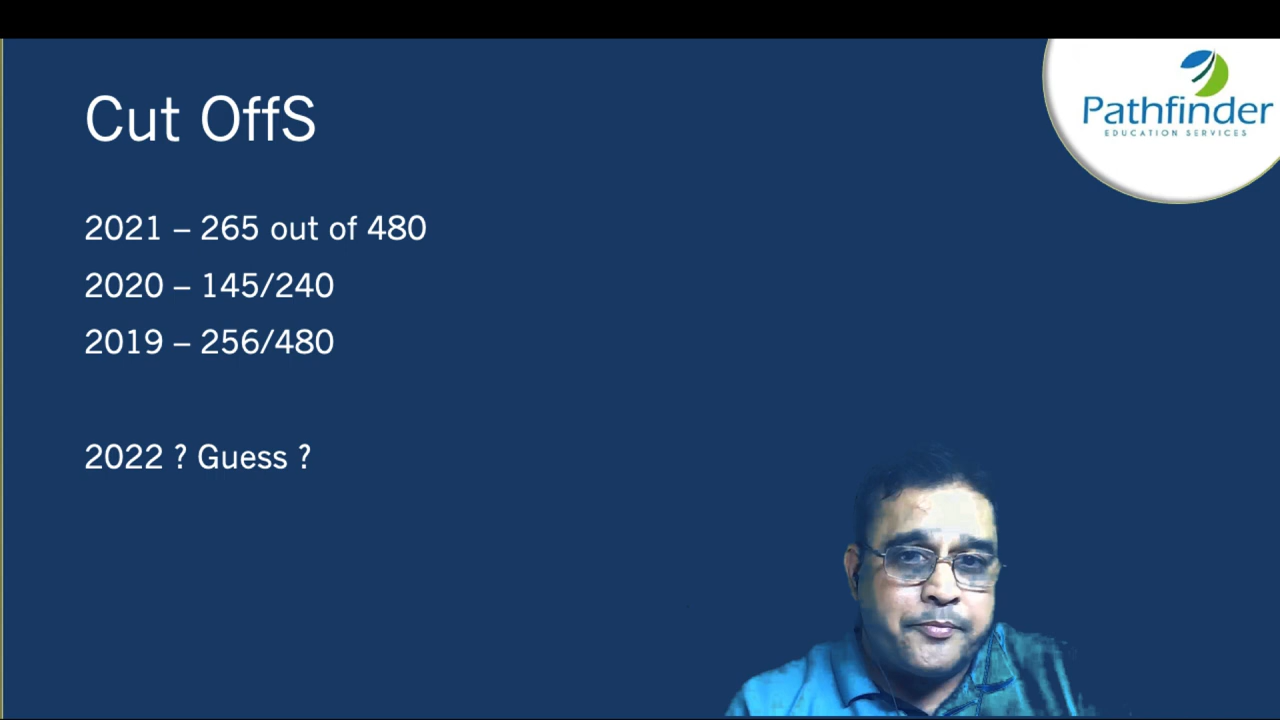 Cut OffS
Pathfinder
EDUCATION SERVICES
2021 – 265 out of 480
2020 – 145/240
2019 – 256/480
2022 ? Guess ?